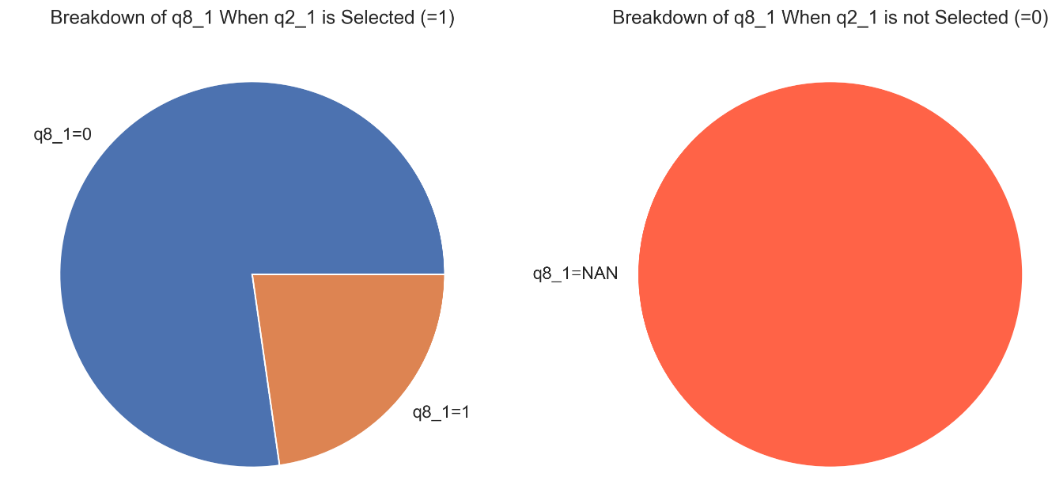 Breakdown of q8_1 When q2_1 is Selected (=1)
Breakdown of q8_1 When q2_1 is not Selected (=0)
q8_1=0
q8_1=NAN
q8_1=1